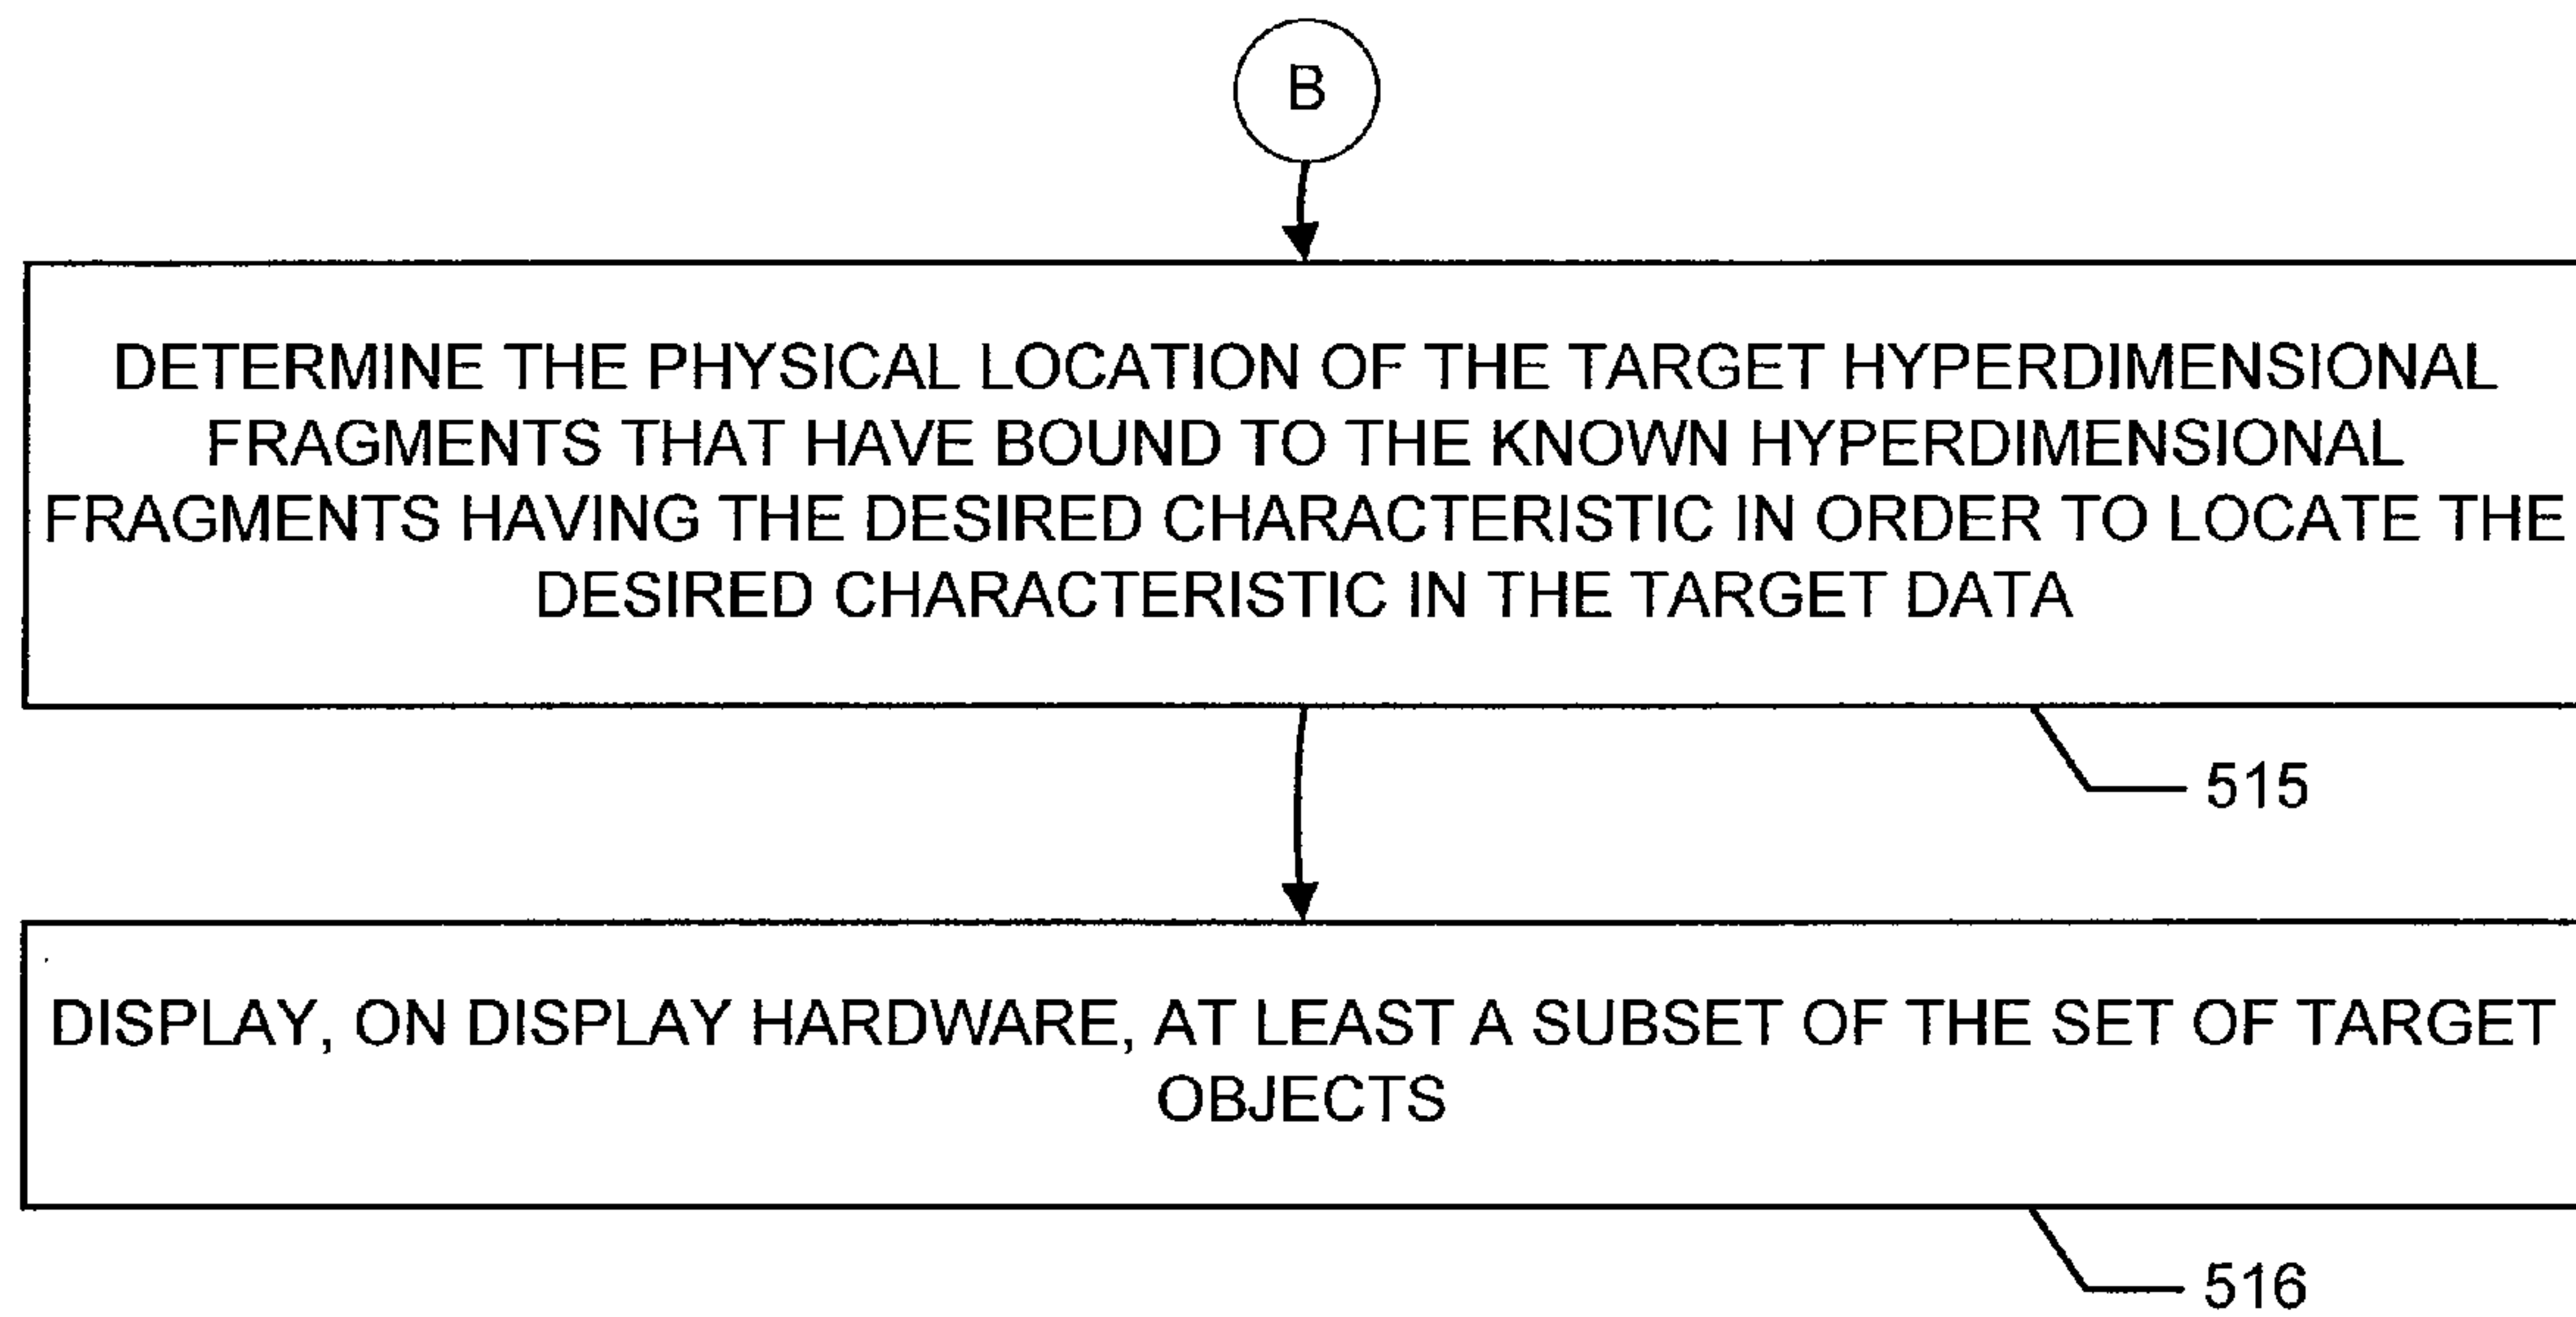 B
DETERMINE THE PHYSICAL LOCATION OF THE TARGET HYPERDIMENSIONAL
FRAGMENTS THAT HAVE BOUND TO THE KNOWN HYPERDIMENSIONAL
FRAGMENTS HAVING THE DESIRED CHARACTERISTIC IN ORDER TO LOCATE THE
DESIRED CHARACTERISTIC IN THE TARGET DATA
515
DISPLAY, ON DISPLAY HARDWARE, AT LEAST A SUBSET OF THE SET OF TARGET
OBJECTS
516